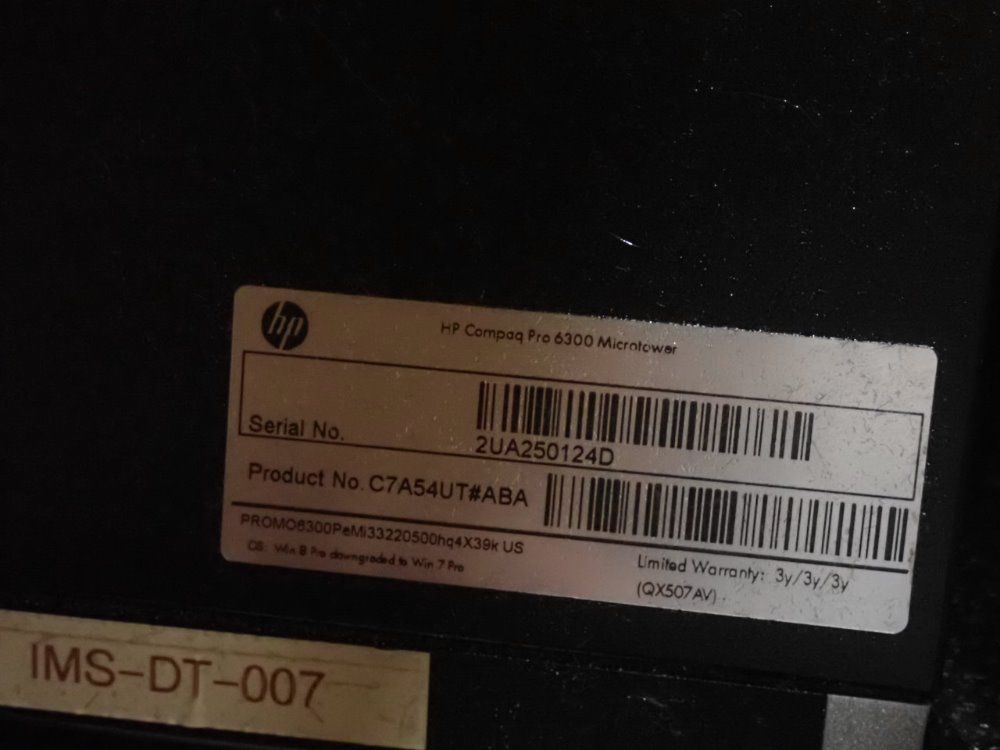 hp
HP Compaq Pro 6300 Microtower
Serial No.
2UA250124D
Product No. C7A54UT#ABA
PROMO6300PeMi33220500hq4X39k US
OS: Win 8 Pro downgraded to Win 7 Pro
Limited Warranty: 3y/3y/3y
(QX507AV)
IMS-DT-007